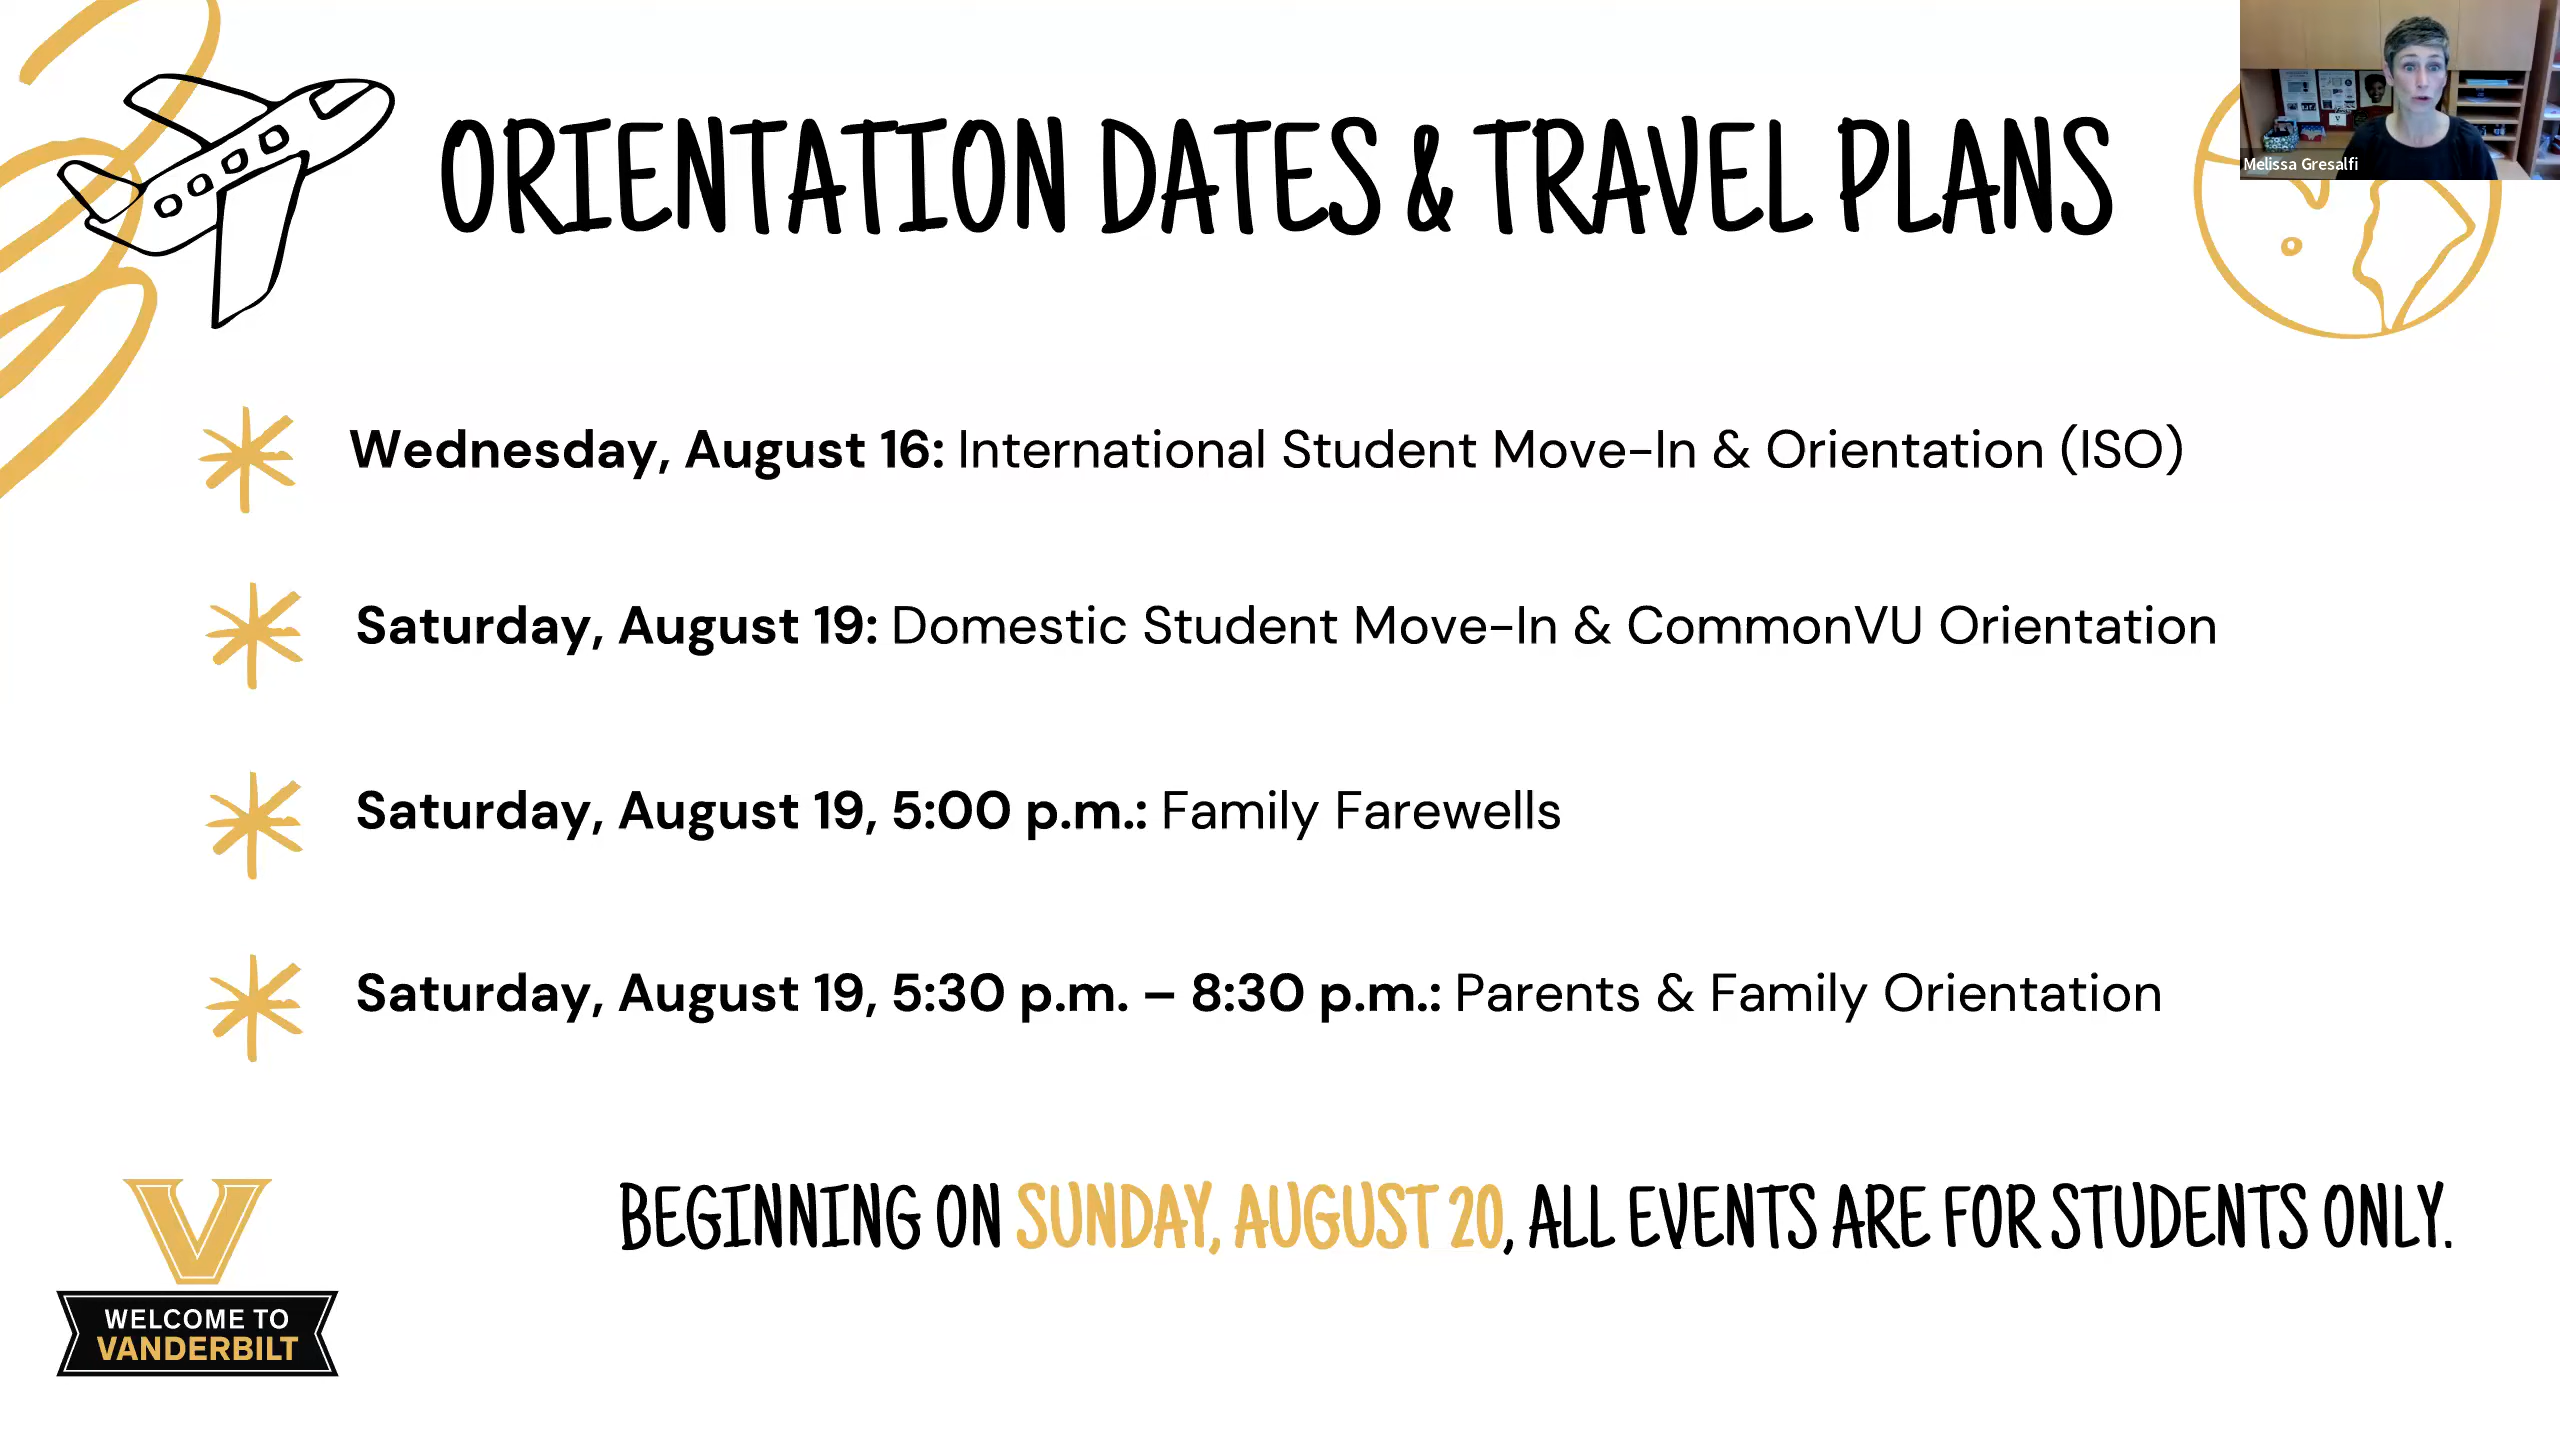 ORIENTATION DATES & TRAVEL PLANS
Melissa Gresalfi
Wednesday, August 16: International Student Move-In & Orientation (ISO)
Saturday, August 19: Domestic Student Move-In & CommonVU Orientation
Saturday, August 19, 5:00 p.m.: Family Farewells
Saturday, August 19, 5:30 p.m. – 8:30 p.m.: Parents & Family Orientation
BEGINNING ON SUNDAY, AUGUST 20, ALL EVENTS ARE FOR STUDENTS ONLY.
V
WELCOME TO
VANDERBILT